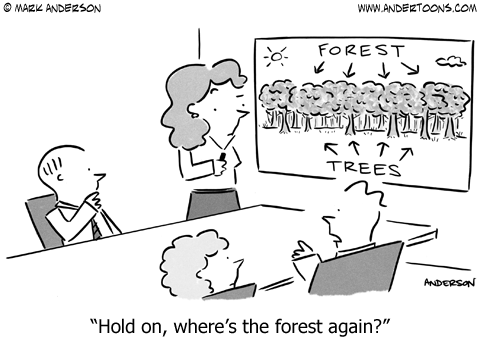 © MARK ANDERSON
WWW.ANDERTOONS.COM
FOREST
TREES
ANDERSON
“Hold on, where’s the forest again?”